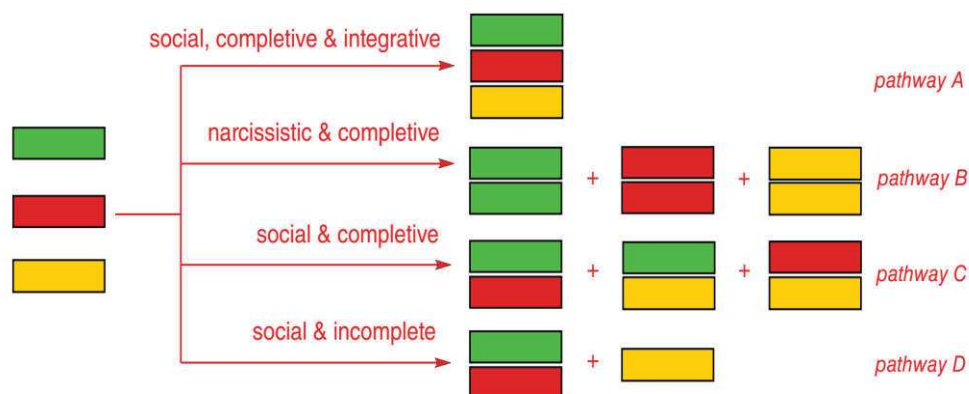 social, completive & integrative
pathway A
narcissistic & completive
+ +
pathway B
social & completive
+ +
pathway C
social & incomplete
+
pathway D